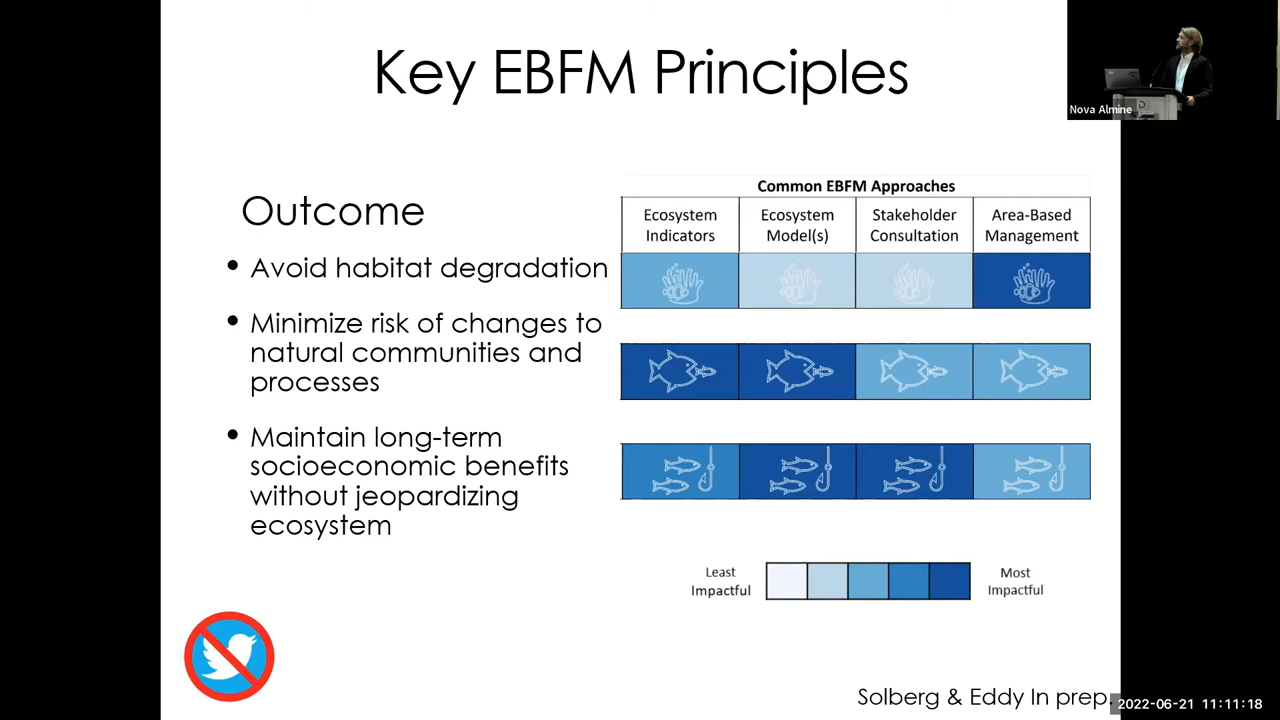 Key EBFM Principles
Nova Almine
Outcome
• Avoid habitat degradation
• Minimize risk of changes to
natural communities and
processes
• Maintain long-term
socioeconomic benefits
without jeopardizing
ecosystem
Common EBFM Approaches
Ecosystem
Indicators
Ecosystem
Model(s)
Stakeholder
Consultation
Area-Based
Management
Least
Impactful
Most
Impactful
Solberg & Eddy In prep.
2022-06-21 11:11:18